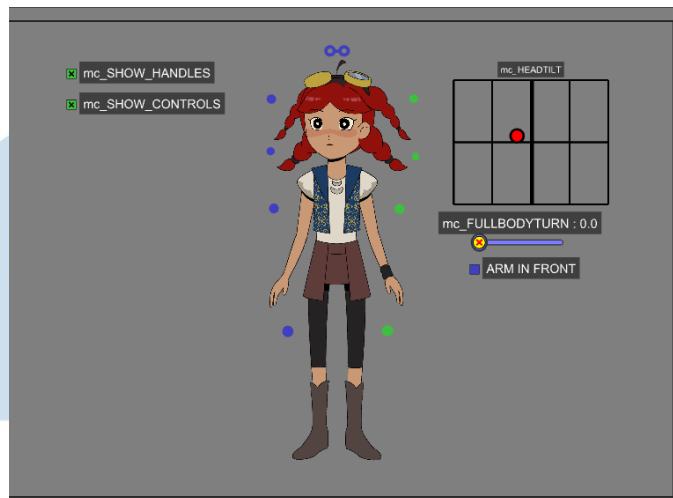 mc_SHOW_HANDLES
mc_SHOW_CONTROLS
mc_HEADTILT
mc_FULLBODYTURN : 0.0
ARM IN FRONT